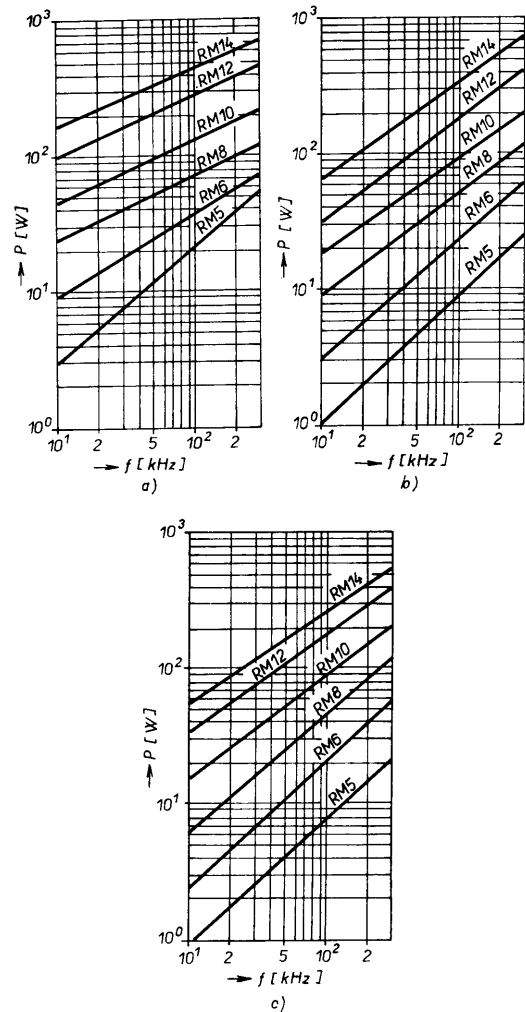 10³
10²
10¹
10⁰
→ P [W]
RM14
RM12
RM10
RM8
RM6
RM5
10¹ 2 5 10² 2
→ f [kHz]
a)
10³
10²
10¹
10⁰
→ P [W]
RM14
RM12
RM10
RM8
RM6
RM5
10¹ 2 5 10² 2
→ f [kHz]
b)
10³
10²
10¹
10⁰
→ P [W]
RM14
RM12
RM10
RM8
RM6
RM5
10¹ 2 5 10² 2
→ f [kHz]
c)